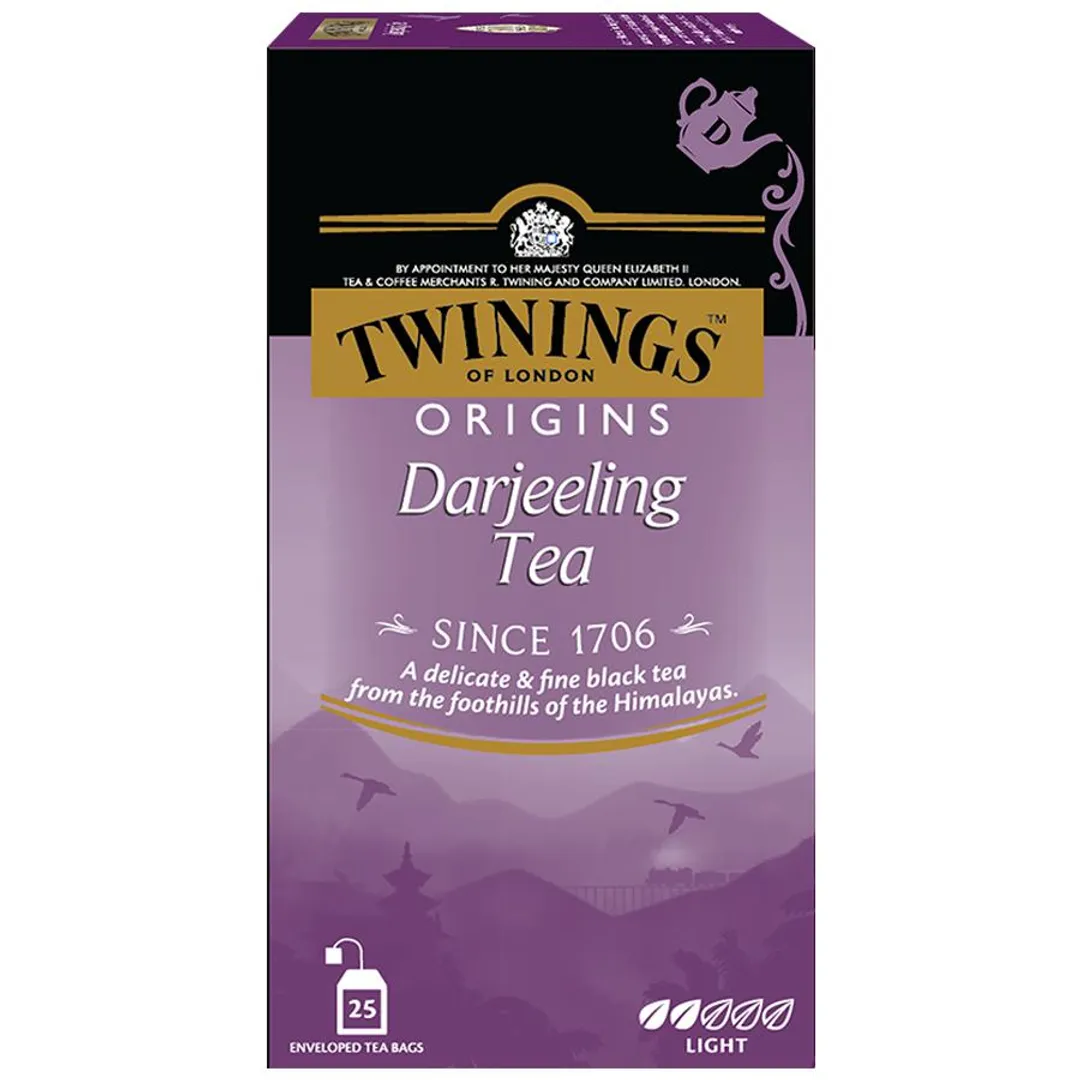 D
BY APPOINTMENT TO HER MAJESTY QUEEN ELIZABETH II
TEA & COFFEE MERCHANTS R. TWINING AND COMPANY LIMITED. LONDON.
TWININGS™
OF LONDON
ORIGINS
Darjeeling
Tea
SINCE 1706
A delicate & fine black tea
from the foothills of the Himalayas.
25
ENVELOPED TEA BAGS
LIGHT